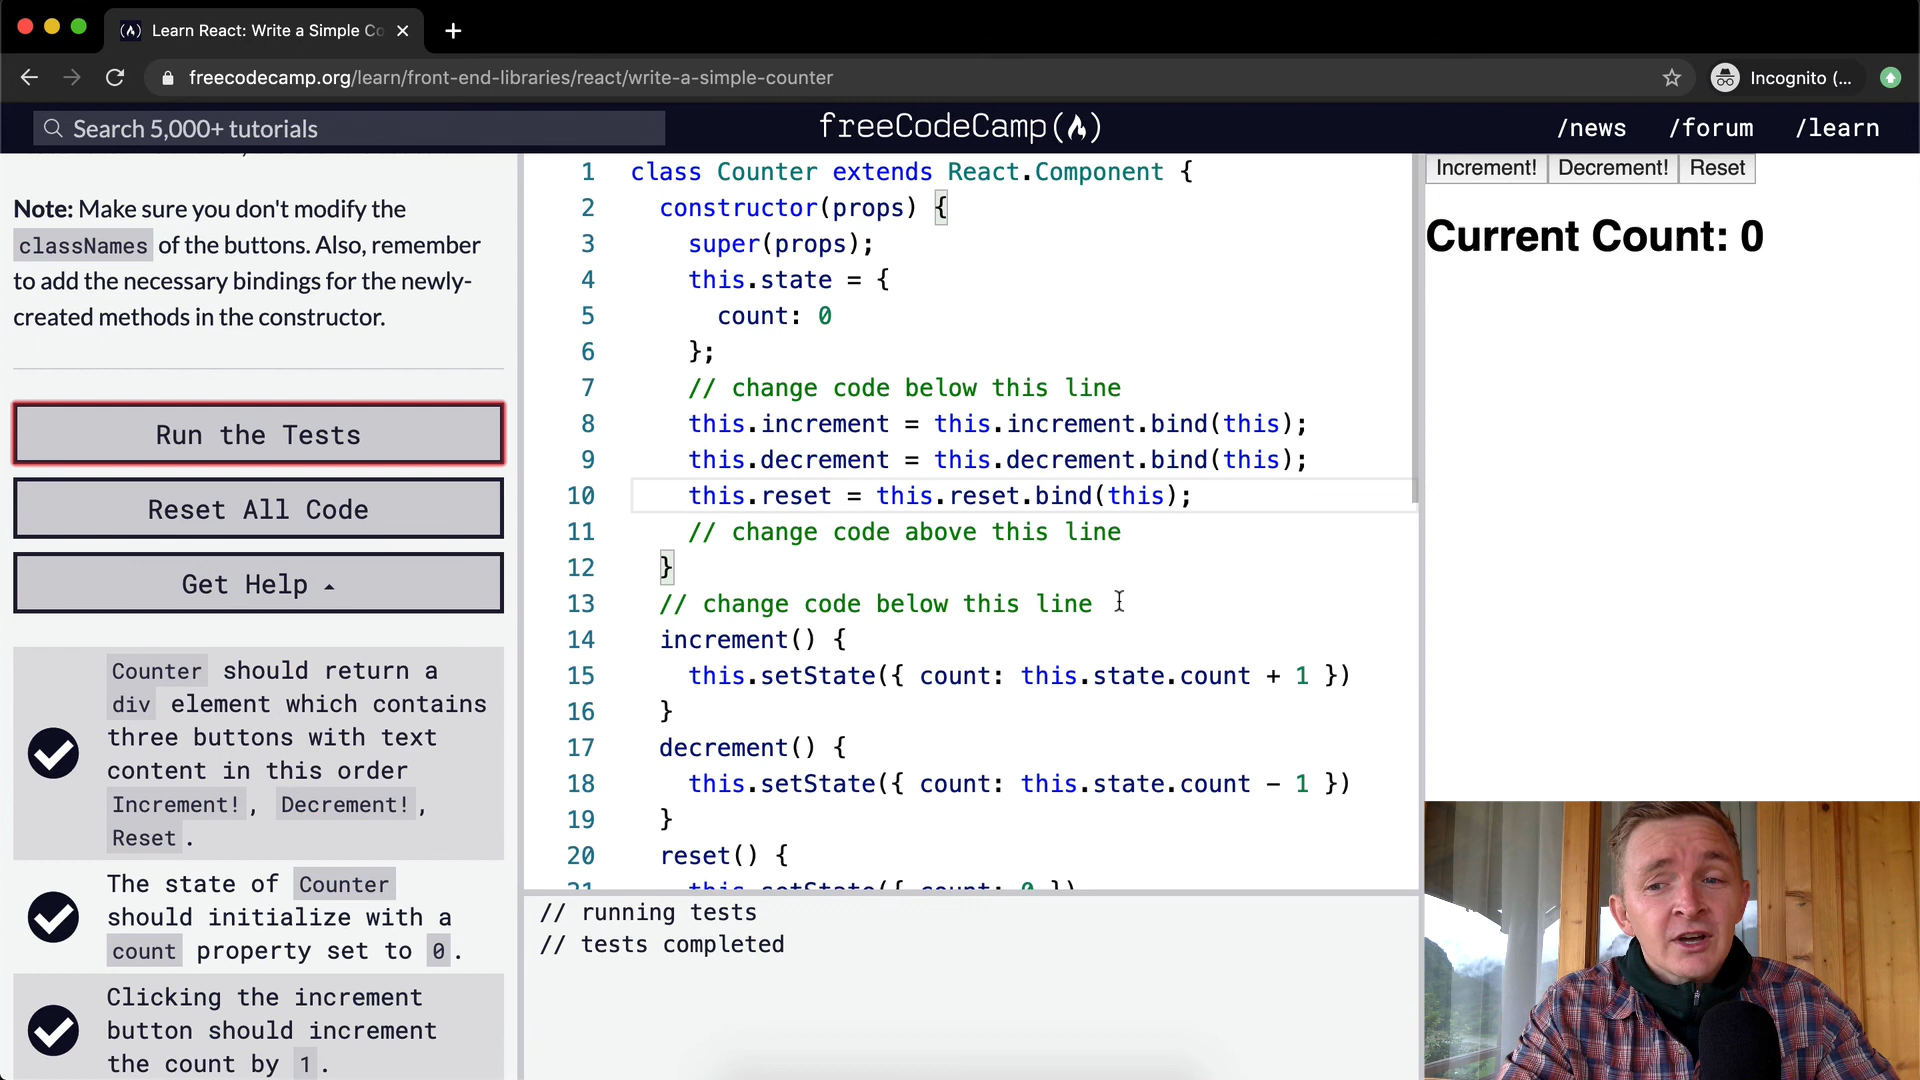 Learn React: Write a Simple Co
freecodecamp.org/learn/front-end-libraries/react/write-a-simple-counter
Incognito (...
Search 5,000+ tutorials
freeCodeCamp
/news
/forum
/learn
Note: Make sure you don't modify the
classNames of the buttons. Also, remember
to add the necessary bindings for the newly-
created methods in the constructor.
Run the Tests
Reset All Code
Get Help
Counter should return a
div element which contains
three buttons with text
content in this order
Increment!, Decrement!,
Reset.
The state of Counter
should initialize with a
count property set to 0.
Clicking the increment
button should increment
the count by 1.
1 class Counter extends React.Component {
2 constructor(props) {
3 super(props);
4 this.state = {
5 count: 0
6 };
7 // change code below this line
8 this.increment = this.increment.bind(this);
9 this.decrement = this.decrement.bind(this);
10 this.reset = this.reset.bind(this);
11 // change code above this line
12 }
13 // change code below this line
14 increment() {
15 this.setState({ count: this.state.count + 1 })
16 }
17 decrement() {
18 this.setState({ count: this.state.count - 1 })
19 }
20 reset() {
21 this.setState({ count: 0 })
// running tests
// tests completed
Increment! Decrement! Reset
Current Count: 0